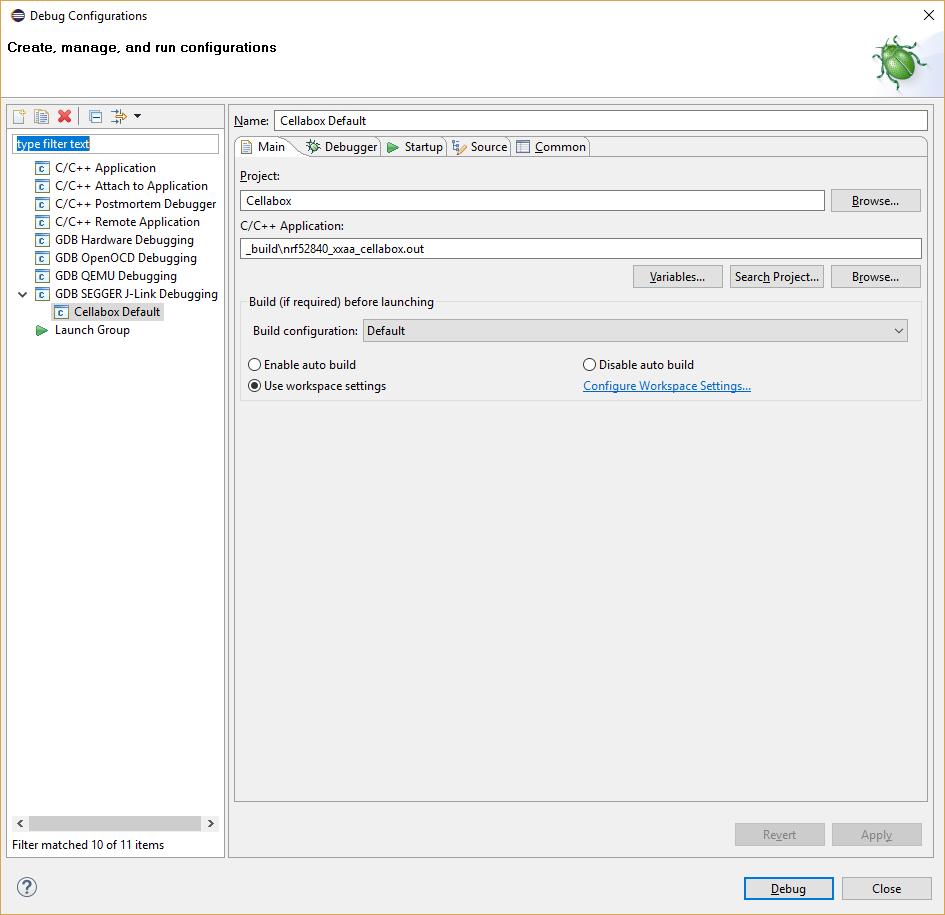 Debug Configurations
Create, manage, and run configurations
type filter text
C/C++ Application
C/C++ Attach to Application
C/C++ Postmortem Debugger
C/C++ Remote Application
GDB Hardware Debugging
GDB OpenOCD Debugging
GDB QEMU Debugging
GDB SEGGER J-Link Debugging
Cellabox Default
Launch Group
Filter matched 10 of 11 items
Name: Cellabox Default
Main Debugger Startup Source Common
Project:
Cellabox Browse...
C/C++ Application:
_build\nrf52840_xxaa_cellabox.out
Variables... Search Project... Browse...
Build (if required) before launching
Build configuration: Default
Enable auto build Disable auto build
Use workspace settings Configure Workspace Settings...
Revert Apply
? Debug Close